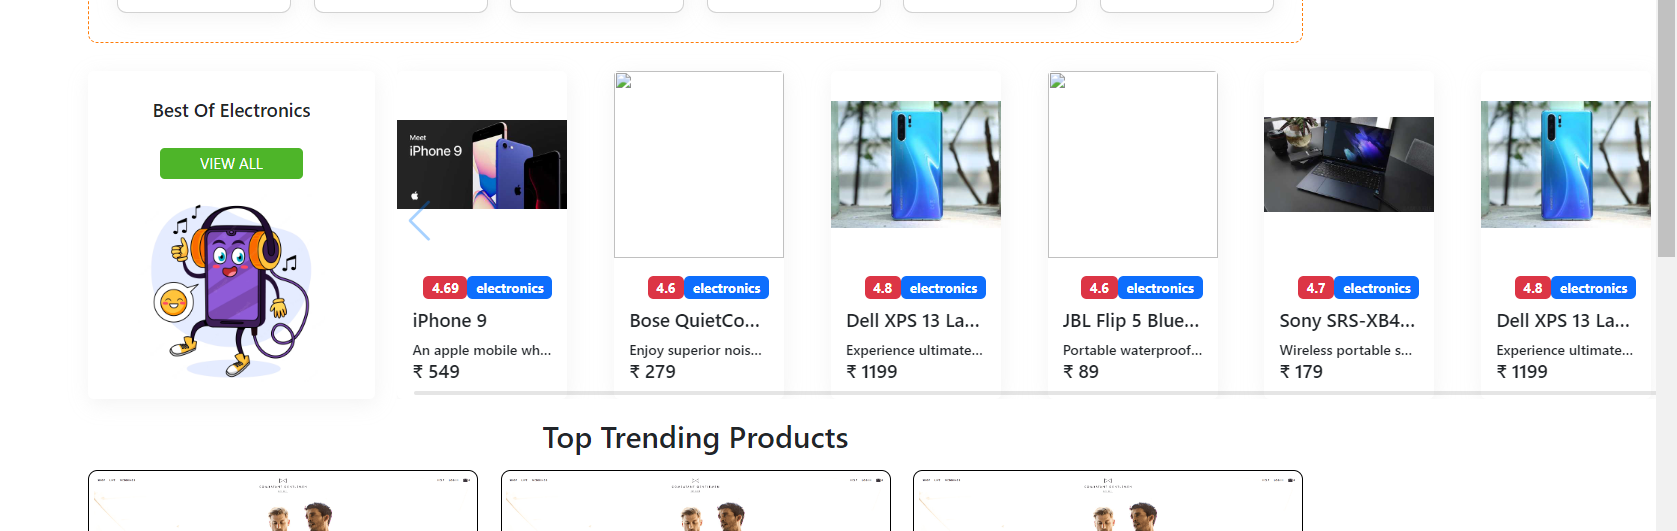 Best Of Electronics
VIEW ALL
Meet
iPhone 9
4.69 electronics
iPhone 9
An apple mobile wh...
₹ 549
4.6 electronics
Bose QuietCo...
Enjoy superior nois...
₹ 279
4.8 electronics
Dell XPS 13 La...
Experience ultimate...
₹ 1199
4.6 electronics
JBL Flip 5 Blue...
Portable waterproof...
₹ 89
4.7 electronics
Sony SRS-XB4...
Wireless portable s...
₹ 179
4.8 electronics
Dell XPS 13 La...
Experience ultimate...
₹ 1199
Top Trending Products